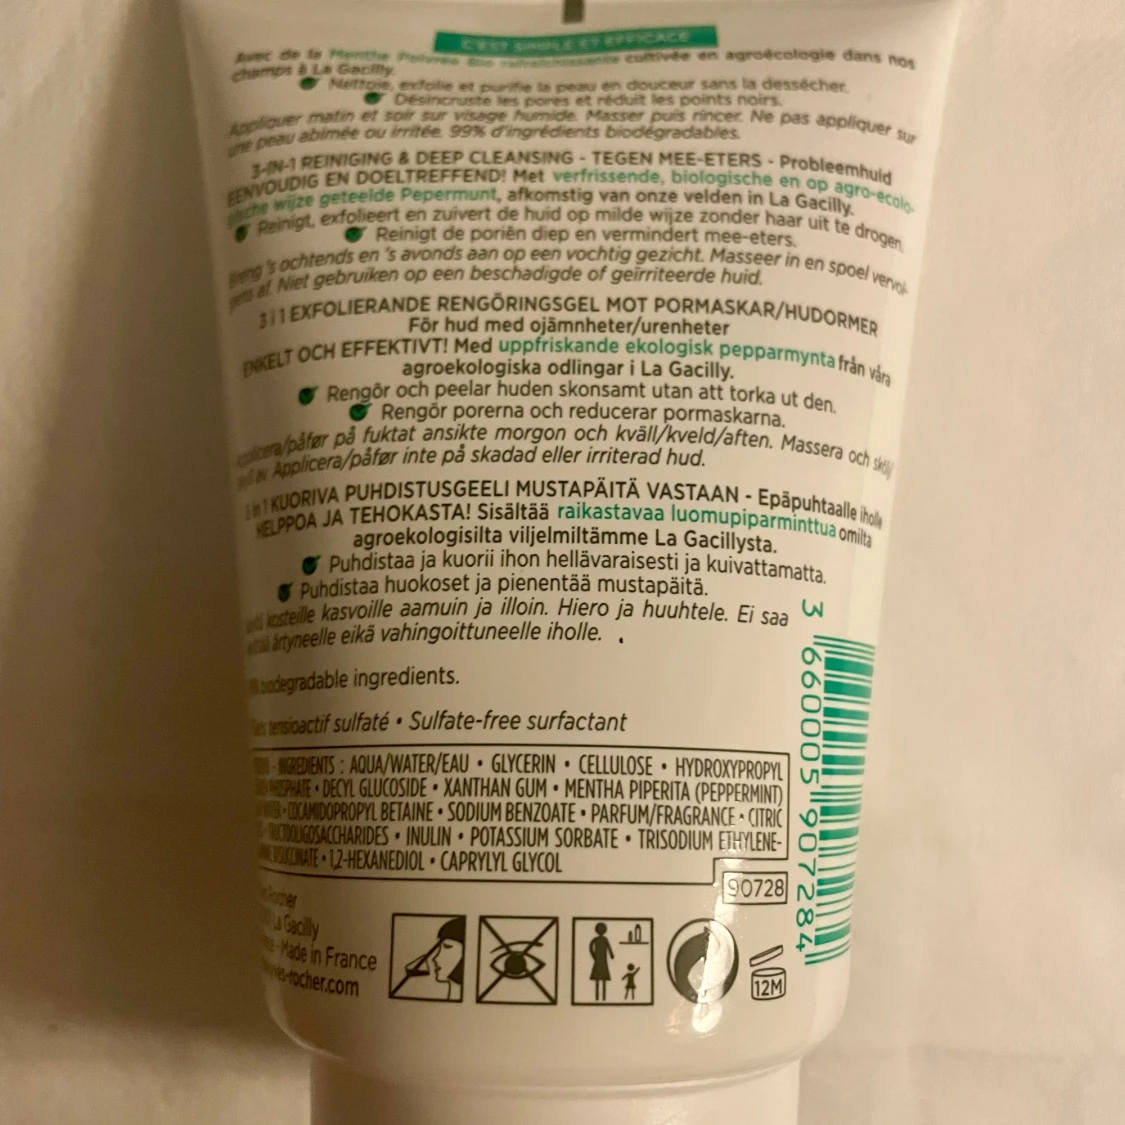 C'EST SIMPLE ET EFFICACE
Avec de la Menthe Poivrée Bio rafraîchissante cultivée en agroécologie dans nos
champs à La Gacilly.
Nettoie, exfolie et purifie la peau en douceur sans la dessécher.
Désincruste les pores et réduit les points noirs.
Appliquer matin et soir sur visage humide. Masser puis rincer. Ne pas appliquer sur
une peau abimée ou irritée. 99% d'ingrédients biodégradables.
3-IN-1 REINIGING & DEEP CLEANSING - TEGEN MEE-ETERS - Probleemhuid
EENVOUDIG EN DOELTREFFEND! Met verfrissende, biologische en op agro-ecolo-
gische wijze geteelde Pepermunt, afkomstig van onze velden in La Gacilly.
Reinigt, exfolieert en zuivert de huid op milde wijze zonder haar uit te drogen.
Reinigt de poriën diep en vermindert mee-eters.
Breng 's ochtends en 's avonds aan op een vochtig gezicht. Masseer in en spoel vervol-
gens af. Niet gebruiken op een beschadigde of geïrriteerde huid.
3 i 1 EXFOLIERANDE RENGÖRINGSGEL MOT PORMASKAR/HUDORMER
För hud med ojämnheter/urenheter
ENKELT OCH EFFEKTIVT! Med uppfriskande ekologisk pepparmynta från våra
agroekologiska odlingar i La Gacilly.
Rengör och peelar huden skonsamt utan att torka ut den.
Rengör porerna och reducerar pormaskarna.
Applicera/påfør på fuktat ansikte morgon och kväll/kveld/aften. Massera och skölj/
av. Applicera/påfør inte på skadad eller irriterad hud.
3 in 1 KUORIVA PUHDISTUSGEELI MUSTAPÄITÄ VASTAAN - Epäpuhtaalle iholle
HELPPOA JA TEHOKASTA! Sisältää raikastavaa luomupiparminttua omilta
agroekologisilta viljelmiltämme La Gacillysta.
Puhdistaa ja kuorii ihon hellävaraisesti ja kuivattamatta.
Puhdistaa huokoset ja pienentää mustapäitä.
kosteille kasvoille aamuin ja illoin. Hiero ja huuhtele. Ei saa
ärtyneelle eikä vahingoittuneelle iholle.
biodegradable ingredients.
tensioactif sulfaté • Sulfate-free surfactant
- INGREDIENTS : AQUA/WATER/EAU • GLYCERIN • CELLULOSE • HYDROXYPROPYL
PHOSPHATE • DECYL GLUCOSIDE • XANTHAN GUM • MENTHA PIPERITA (PEPPERMINT)
WATER • COCAMIDOPROPYL BETAINE • SODIUM BENZOATE • PARFUM/FRAGRANCE • CITRIC
• FRUCTOOLIGOSACCHARIDES • INULIN • POTASSIUM SORBATE • TRISODIUM ETHYLENE-
DISUCCINATE • 1,2-HEXANEDIOL • CAPRYLYL GLYCOL
90728
Rocher
La Gacilly
- Made in France
yves-rocher.com
12M
3 660005 907284